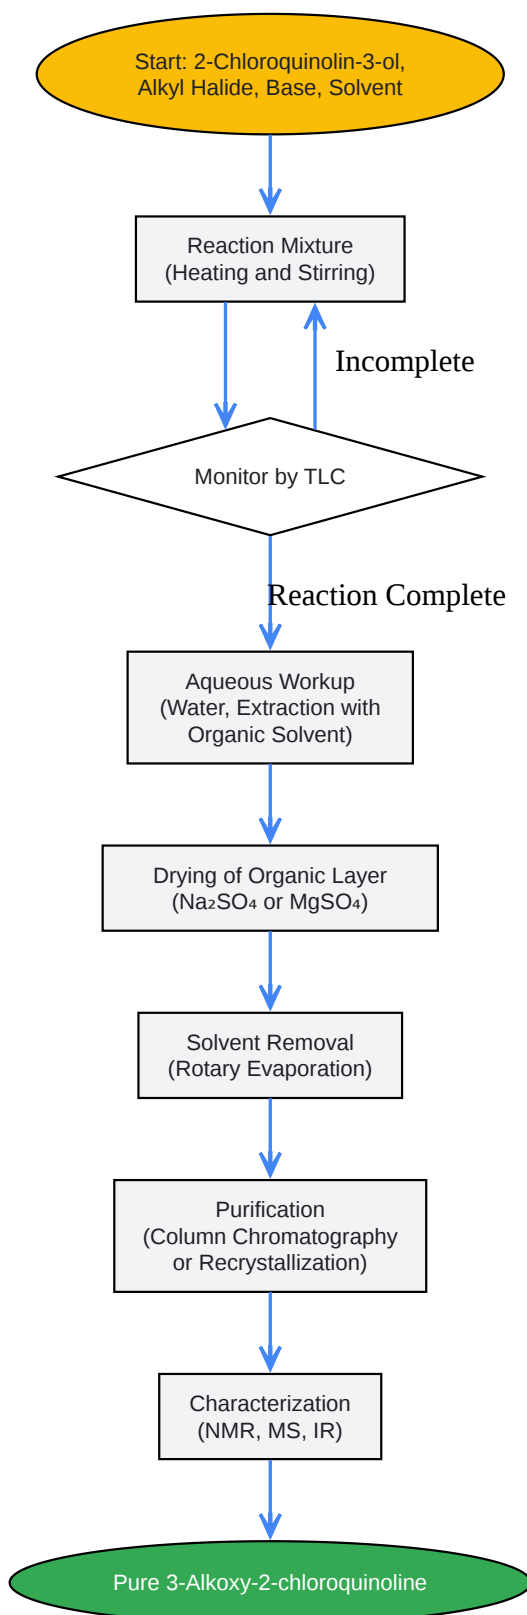 Start: 2-Chloroquinolin-3-ol,
Alkyl Halide, Base, Solvent
Reaction Mixture
(Heating and Stirring)
Incomplete
Monitor by TLC
Reaction Complete
Aqueous Workup
(Water, Extraction with
Organic Solvent)
Drying of Organic Layer
(Na₂SO₄ or MgSO₄)
Solvent Removal
(Rotary Evaporation)
Purification
(Column Chromatography
or Recrystallization)
Characterization
(NMR, MS, IR)
Pure 3-Alkoxy-2-chloroquinoline